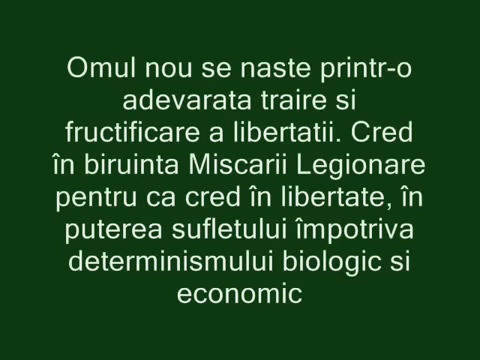 Omul nou se naste printr-o
adevarata traire si
fructificare a libertatii. Cred
în biruinta Miscarii Legionare
pentru ca cred în libertate, în
puterea sufletului împotriva
determinismului biologic si
economic